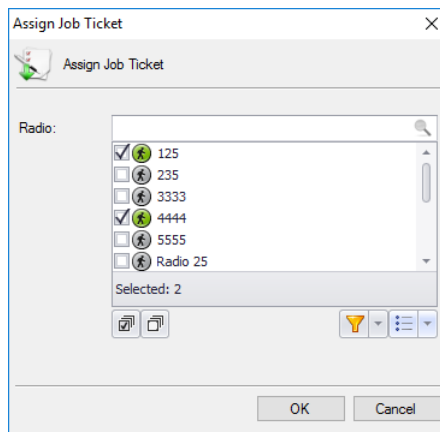 Assign Job Ticket
Assign Job Ticket
Radio:
125
235
3333
4444
5555
Radio 25
Selected: 2
OK
Cancel